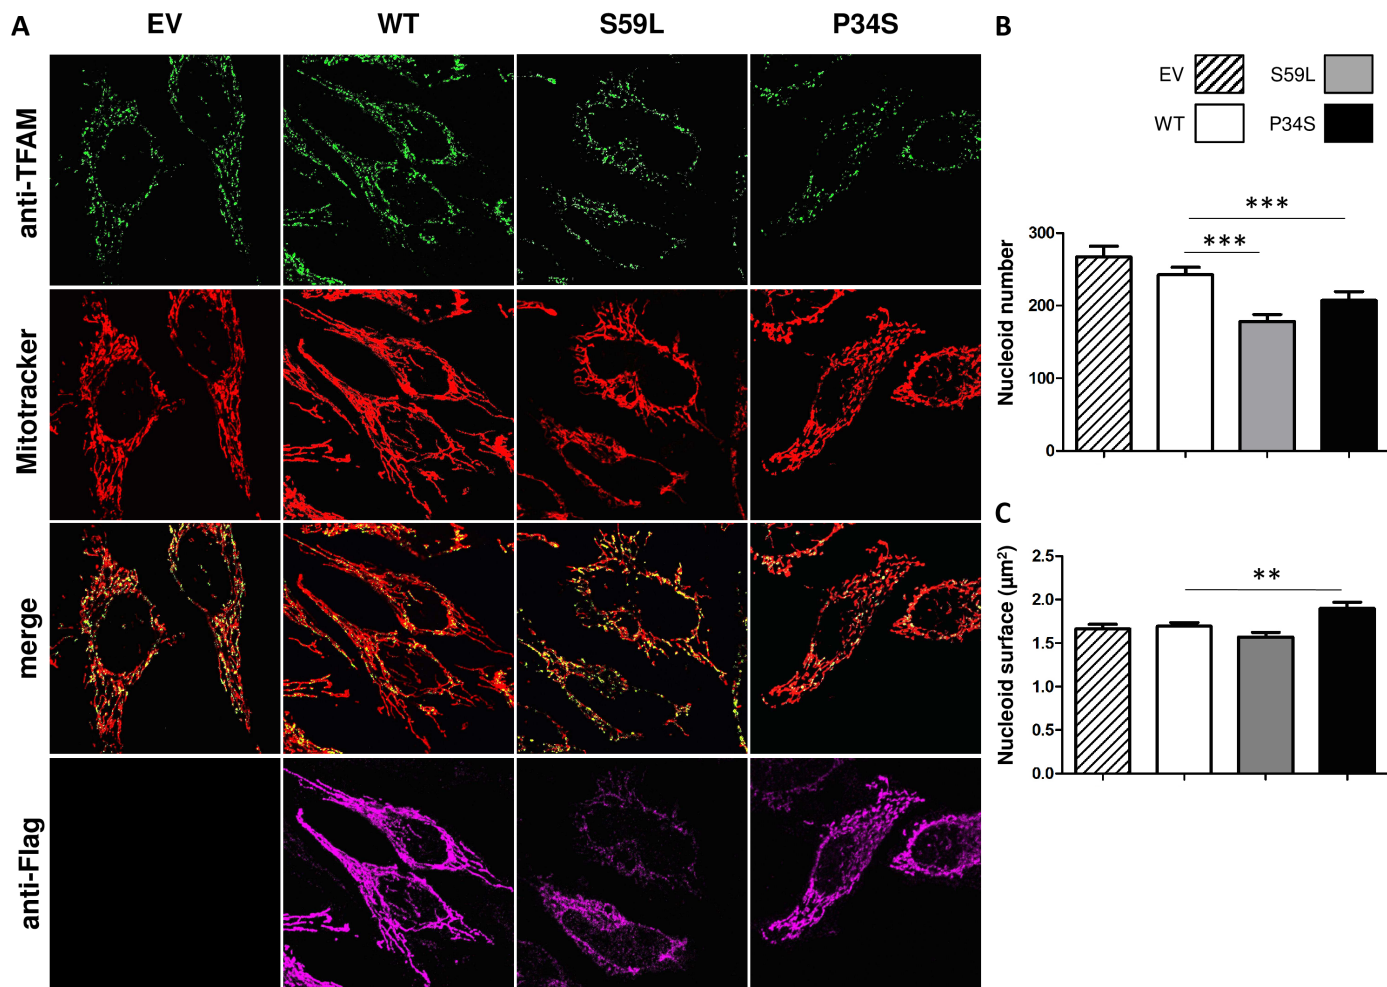 A
EV
WT
S59L
P34S
anti-TFAM
Mitotracker
merge
anti-Flag
B
EV
S59L
WT
P34S
***
***
Nucleoid number
300
200
100
0
C
**
Nucleoid surface (µm²)
2.5
2.0
1.5
1.0
0.5
0.0